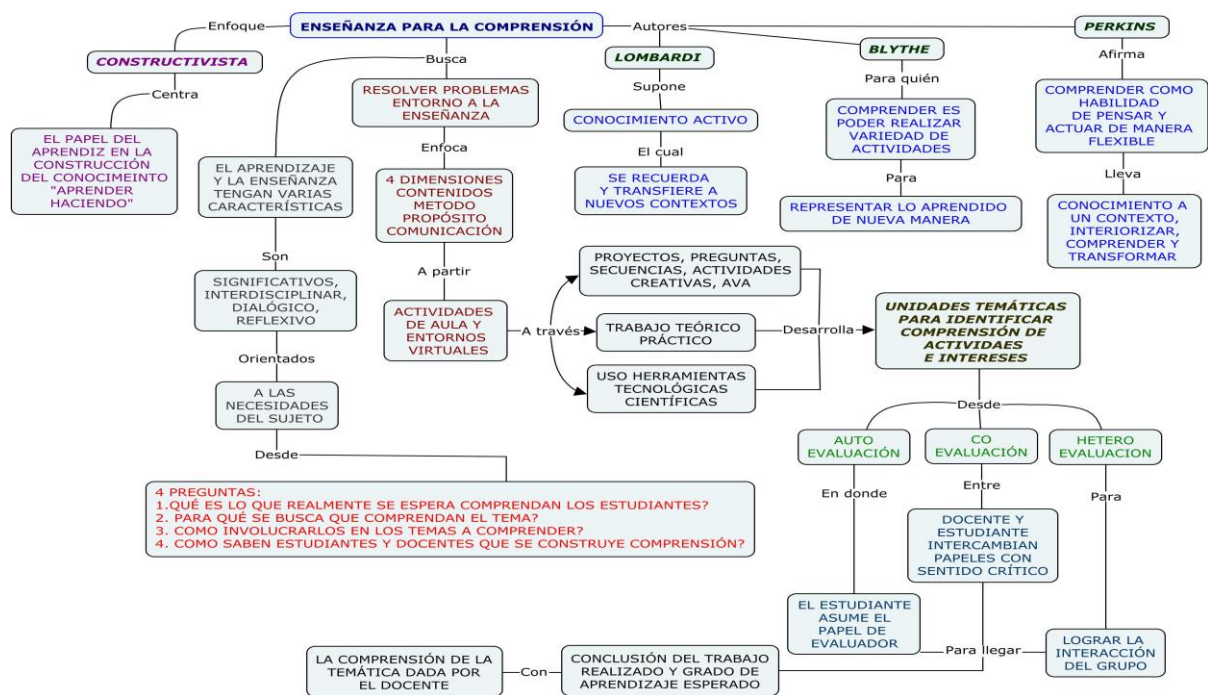 Enfoque
ENSEÑANZA PARA LA COMPRENSIÓN
Autores
PERKINS
CONSTRUCTIVISTA
Busca
LOMBARDI
BLYTHE
Afirma
Centra
RESOLVER PROBLEMAS
ENTORNO A LA
ENSEÑANZA
Supone
Para quién
COMPRENDER COMO
HABILIDAD
DE PENSAR Y
ACTUAR DE MANERA
FLEXIBLE
EL PAPEL DEL
APRENDIZ EN LA
CONSTRUCCIÓN
DEL CONOCIMEINTO
"APRENDER
HACIENDO"
CONOCIMIENTO ACTIVO
COMPRENDER ES
PODER REALIZAR
VARIEDAD DE
ACTIVIDADES
Enfoca
El cual
Lleva
EL APRENDIZAJE
Y LA ENSEÑANZA
TENGAN VARIAS
CARACTERÍSTICAS
4 DIMENSIONES
CONTENIDOS
METODO
PROPÓSITO
COMUNICACIÓN
SE RECUERDA
Y TRANSFIERE A
NUEVOS CONTEXTOS
Para
REPRESENTAR LO APRENDIDO
DE NUEVA MANERA
CONOCIMIENTO A
UN CONTEXTO,
INTERIORIZAR,
COMPRENDER Y
TRANSFORMAR
Son
A partir
SIGNIFICATIVOS,
INTERDISCIPLINAR,
DIALÓGICO,
REFLEXIVO
ACTIVIDADES
DE AULA Y
ENTORNOS
VIRTUALES
A través
PROYECTOS, PREGUNTAS,
SECUENCIAS, ACTIVIDADES
CREATIVAS, AVA
TRABAJO TEÓRICO
PRÁCTICO
USO HERRAMIENTAS
TECNOLÓGICAS
CIENTÍFICAS
Desarrolla
UNIDADES TEMÁTICAS
PARA IDENTIFICAR
COMPRENSIÓN DE
ACTIVIDAES
E INTERESES
Orientados
A LAS
NECESIDADES
DEL SUJETO
Desde
Desde
4 PREGUNTAS:
1.QUÉ ES LO QUE REALMENTE SE ESPERA COMPRENDAN LOS ESTUDIANTES?
2. PARA QUÉ SE BUSCA QUE COMPRENDAN EL TEMA?
3. COMO INVOLUCRARLOS EN LOS TEMAS A COMPRENDER?
4. COMO SABEN ESTUDIANTES Y DOCENTES QUE SE CONSTRUYE COMPRENSIÓN?
AUTO
EVALUACIÓN
CO
EVALUACIÓN
HETERO
EVALUACION
En donde
Entre
Para
DOCENTE Y
ESTUDIANTE
INTERCAMBIAN
PAPELES CON
SENTIDO CRÍTICO
EL ESTUDIANTE
ASUME EL
PAPEL DE
EVALUADOR
Para llegar
LOGRAR LA
INTERACCIÓN
DEL GRUPO
LA COMPRENSIÓN DE LA
TEMÁTICA DADA POR
EL DOCENTE
Con
CONCLUSIÓN DEL TRABAJO
REALIZADO Y GRADO DE
APRENDIZAJE ESPERADO